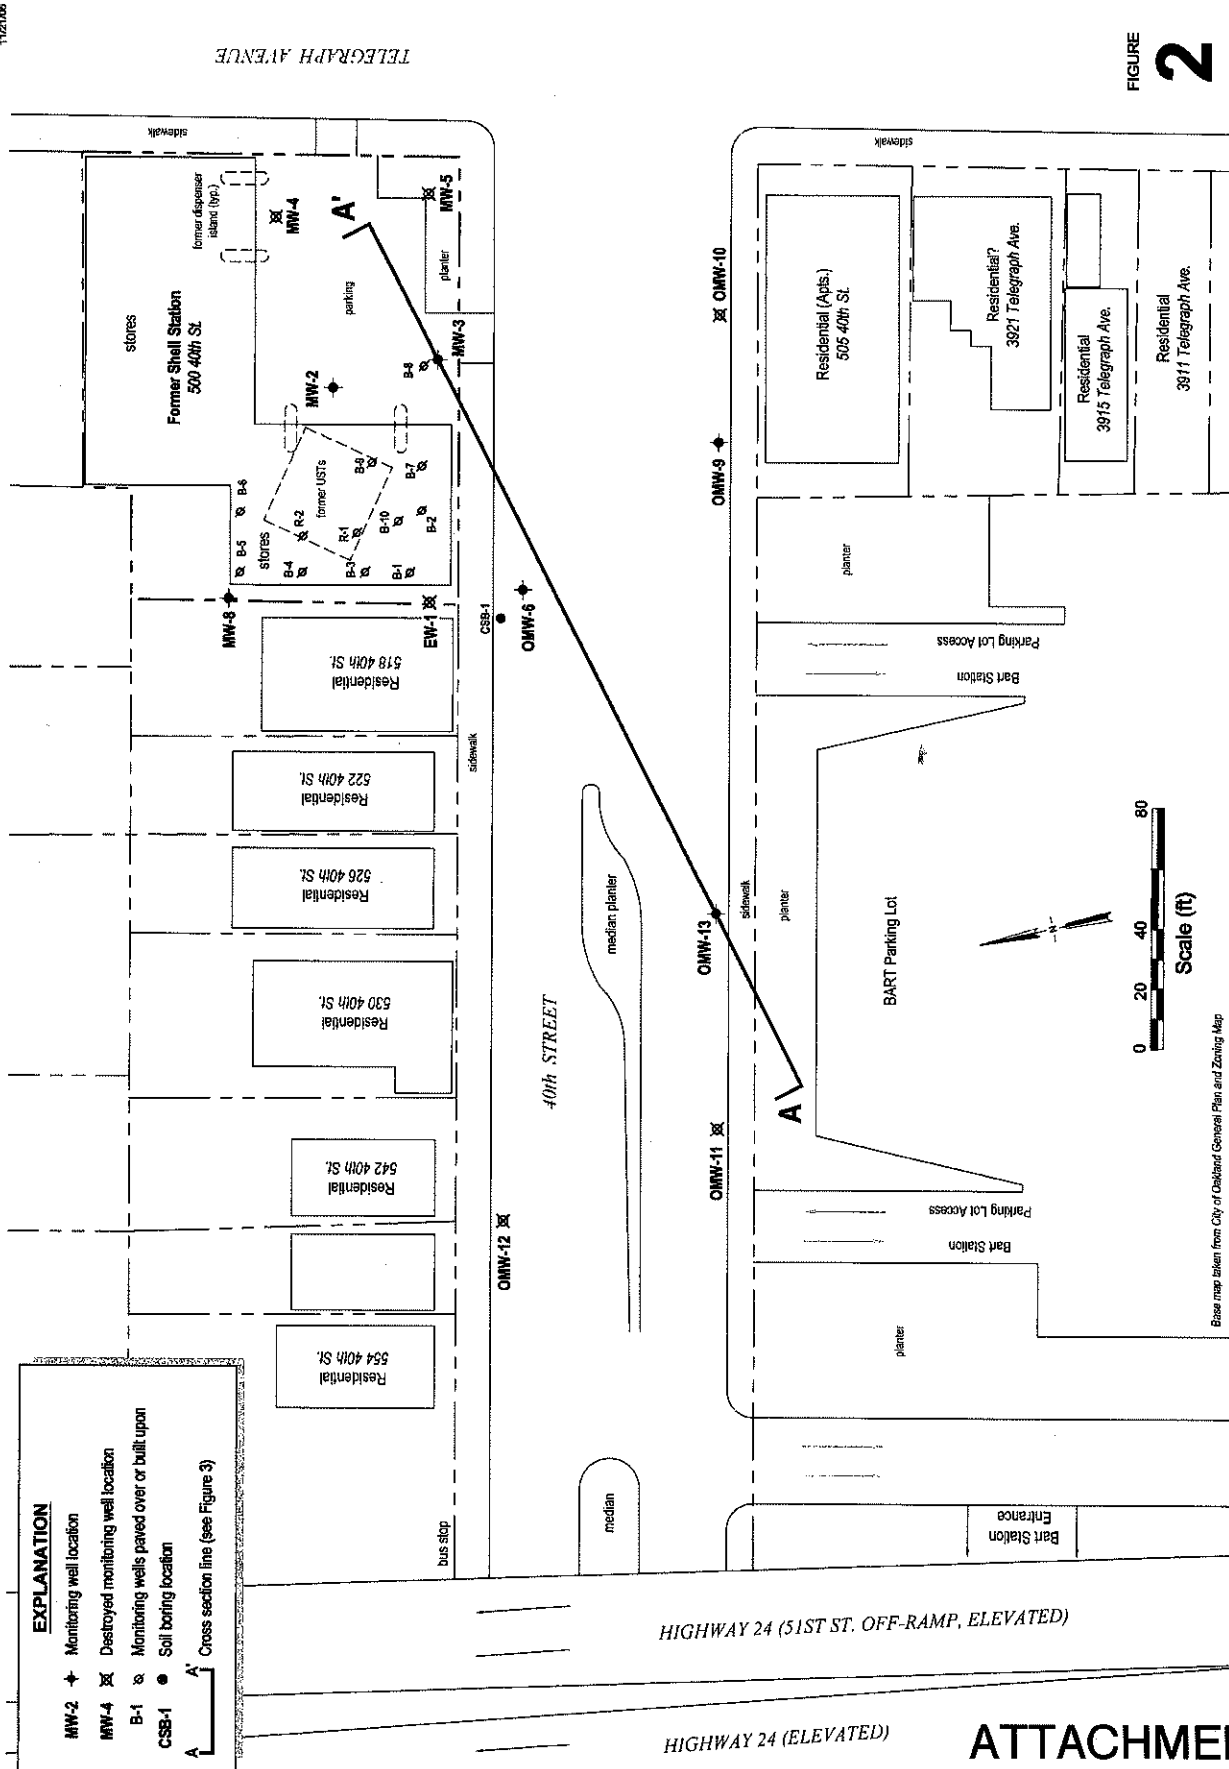 11/21/06
TELEGRAPH AVENUE
FIGURE
2
sidewalk
stores
Former Shell Station
500 40th St.
former dispenser
island (typ.)
MW-4
A'
MW-5
parking
planter
MW-2
B-8
MW-3
B-6
B-5
stores
R-2
former USTs
B-9
B-7
R-1
B-10
B-2
B-4
B-3
B-1
MW-8
EW-1
CSB-1
OMW-6
Residential
518 40th St.
Residential
522 40th St.
Residential
526 40th St.
Residential
530 40th St.
Residential
542 40th St.
Residential
554 40th St.
sidewalk
bus stop
OMW-12
40th STREET
median planter
median
sidewalk
OMW-10
OMW-9
OMW-13
OMW-11
A
sidewalk
planter
Residential (Apts.)
505 40th St.
Residential?
3921 Telegraph Ave.
Residential
3915 Telegraph Ave.
Residential
3911 Telegraph Ave.
planter
Parking Lot Access
Bart Station
BART Parking Lot
N
0 20 40 80
Scale (ft)
Parking Lot Access
Bart Station
planter
Bart Station
Entrance
Base map taken from City of Oakland General Plan and Zoning Map
HIGHWAY 24 (51ST ST. OFF-RAMP, ELEVATED)
HIGHWAY 24 (ELEVATED)
EXPLANATION
MW-2 Monitoring well location
MW-4 Destroyed monitoring well location
B-1 Monitoring wells paved over or built upon
CSB-1 Soil boring location
A A' Cross section line (see Figure 3)
ATTACHME